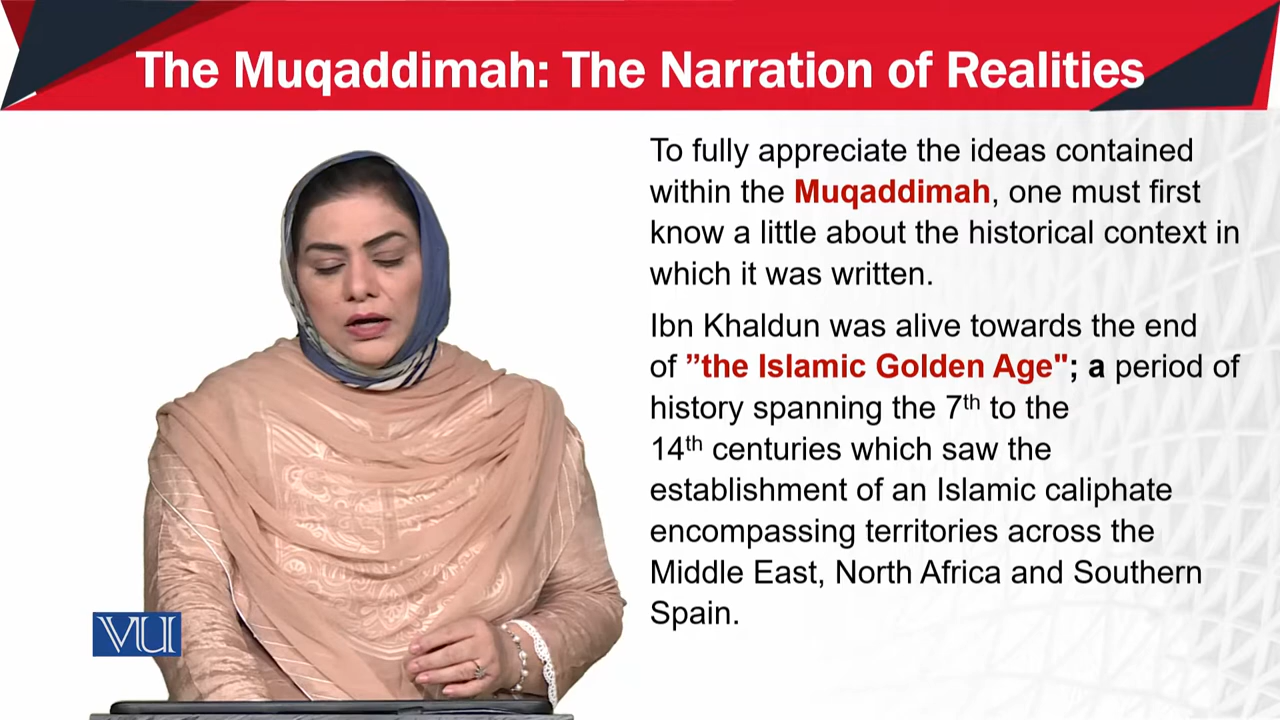 The Muqaddimah: The Narration of Realities
To fully appreciate the ideas contained
within the Muqaddimah, one must first
know a little about the historical context in
which it was written.
Ibn Khaldun was alive towards the end
of ”the Islamic Golden Age"; a period of
history spanning the 7th to the
14th centuries which saw the
establishment of an Islamic caliphate
encompassing territories across the
Middle East, North Africa and Southern
Spain.
VU